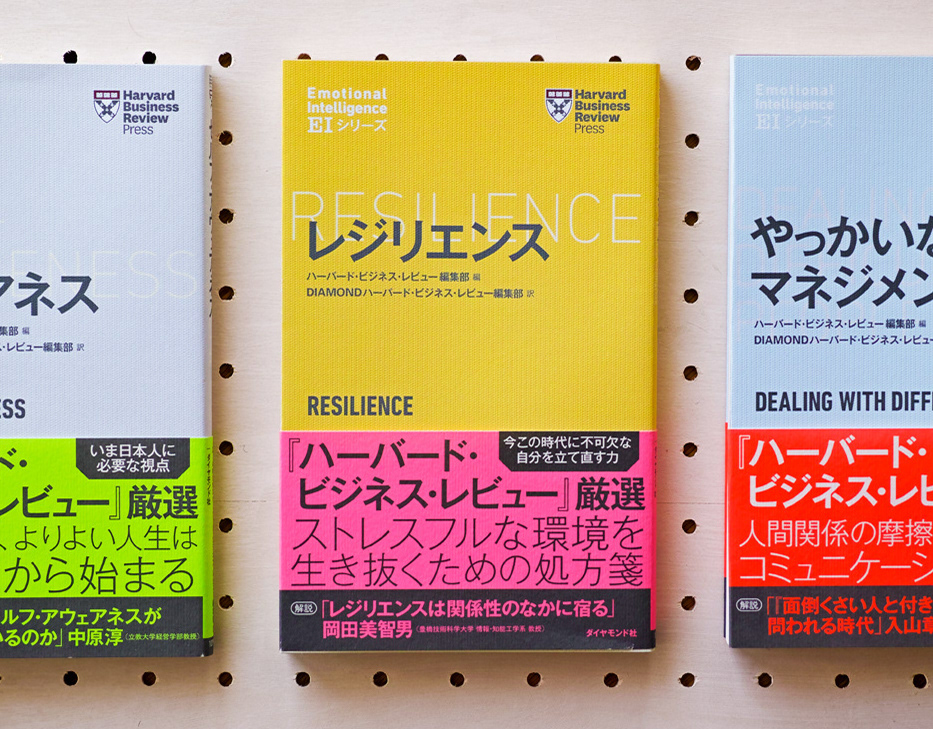 Harvard
Business
Review
Press
アネス
集部 編
ス・レビュー編集部 訳
ESS
いま日本人に
必要な視点
ド・
レビュー』厳選
、よりよい人生は
から始まる
ルフ・アウェアネスが
いるのか」中原淳(立教大学経営学部教授)
Emotional
Intelligence
EIシリーズ
Harvard
Business
Review
Press
RESILIENCE
レジリエンス
ハーバード・ビジネス・レビュー編集部 編
DIAMONDハーバード・ビジネス・レビュー編集部 訳
RESILIENCE
今この時代に不可欠な
自分を立て直す力
『ハーバード・
ビジネス・レビュー』厳選
ストレスフルな環境を
生き抜くための処方箋
解説 「レジリエンスは関係性のなかに宿る」
岡田美智男(豊橋技術科学大学 情報・知能工学系 教授)
ダイヤモンド社
Emotional
Intelligence
EIシリーズ
やっかいな
マネジメン
ハーバード・ビジネス・レビュー編集部 編
DIAMONDハーバード・ビジネス・レビュー
DEALING WITH DIFF
『ハーバード・
ビジネス・レビ
人間関係の摩擦
コミュニケーシ
解説 「「面倒くさい人と付き
問われる時代」入山章